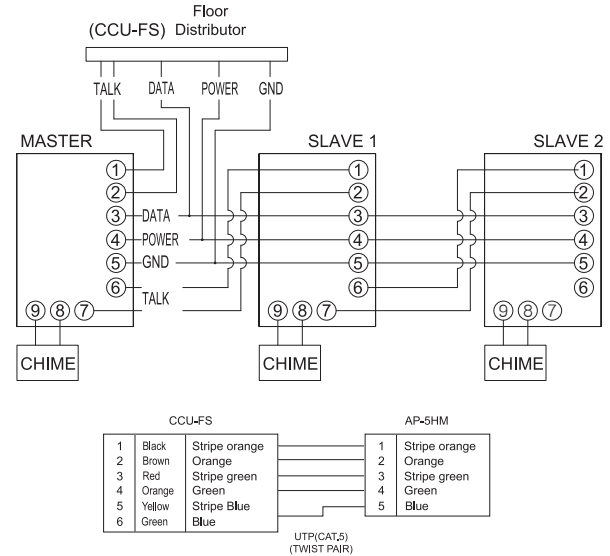 Floor
(CCU-FS) Distributor
TALK DATA POWER GND
MASTER SLAVE 1 SLAVE 2
1 1 1
2 2 2
3 DATA 3 3
4 POWER 4 4
5 GND 5 5
6 6 6
TALK
9 8 7 9 8 7 9 8 7
CHIME CHIME CHIME
CCU-FS AP-5HM
1 Black Stripe orange 1 Stripe orange
2 Brown Orange 2 Orange
3 Red Stripe green 3 Stripe green
4 Orange Green 4 Green
5 Yellow Stripe Blue 5 Blue
6 Green Blue
UTP(CAT.5)
(TWIST PAIR)